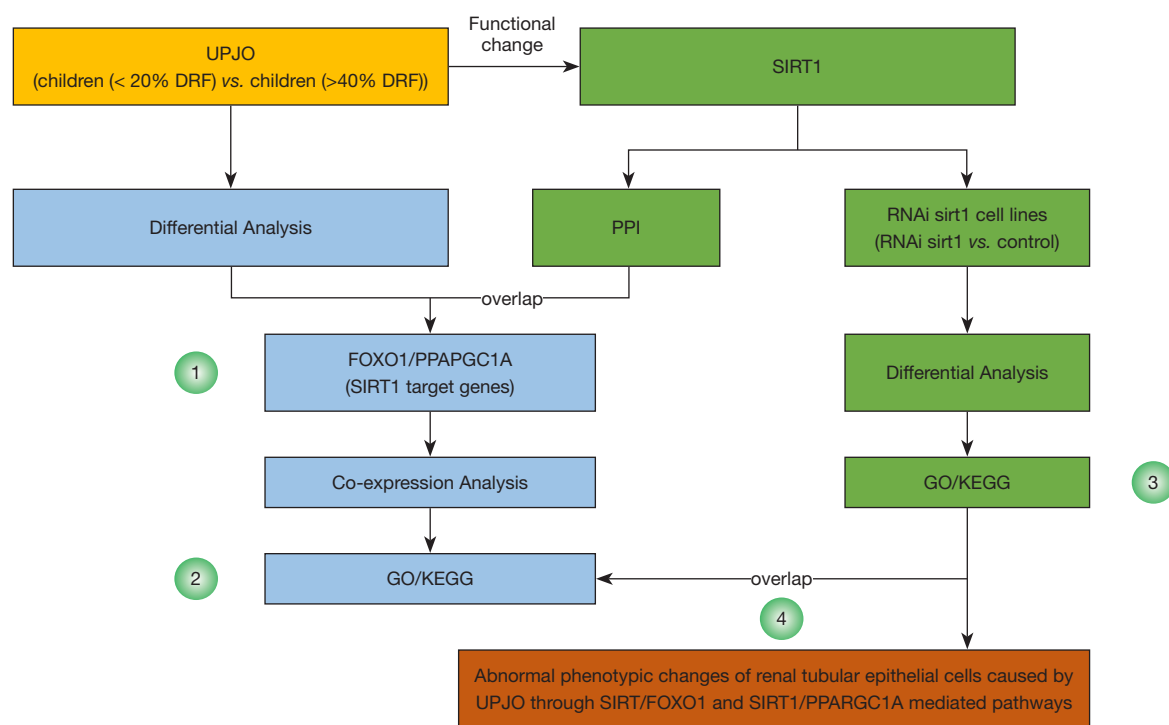 Functional
change
UPJO
(children (< 20% DRF) vs. children (>40% DRF))
SIRT1
Differential Analysis
PPI
RNAi sirt1 cell lines
(RNAi sirt1 vs. control)
overlap
1
FOXO1/PPAPGC1A
(SIRT1 target genes)
Differential Analysis
Co-expression Analysis
GO/KEGG
3
2
GO/KEGG
overlap
4
Abnormal phenotypic changes of renal tubular epithelial cells caused by
UPJO through SIRT/FOXO1 and SIRT1/PPARGC1A mediated pathways